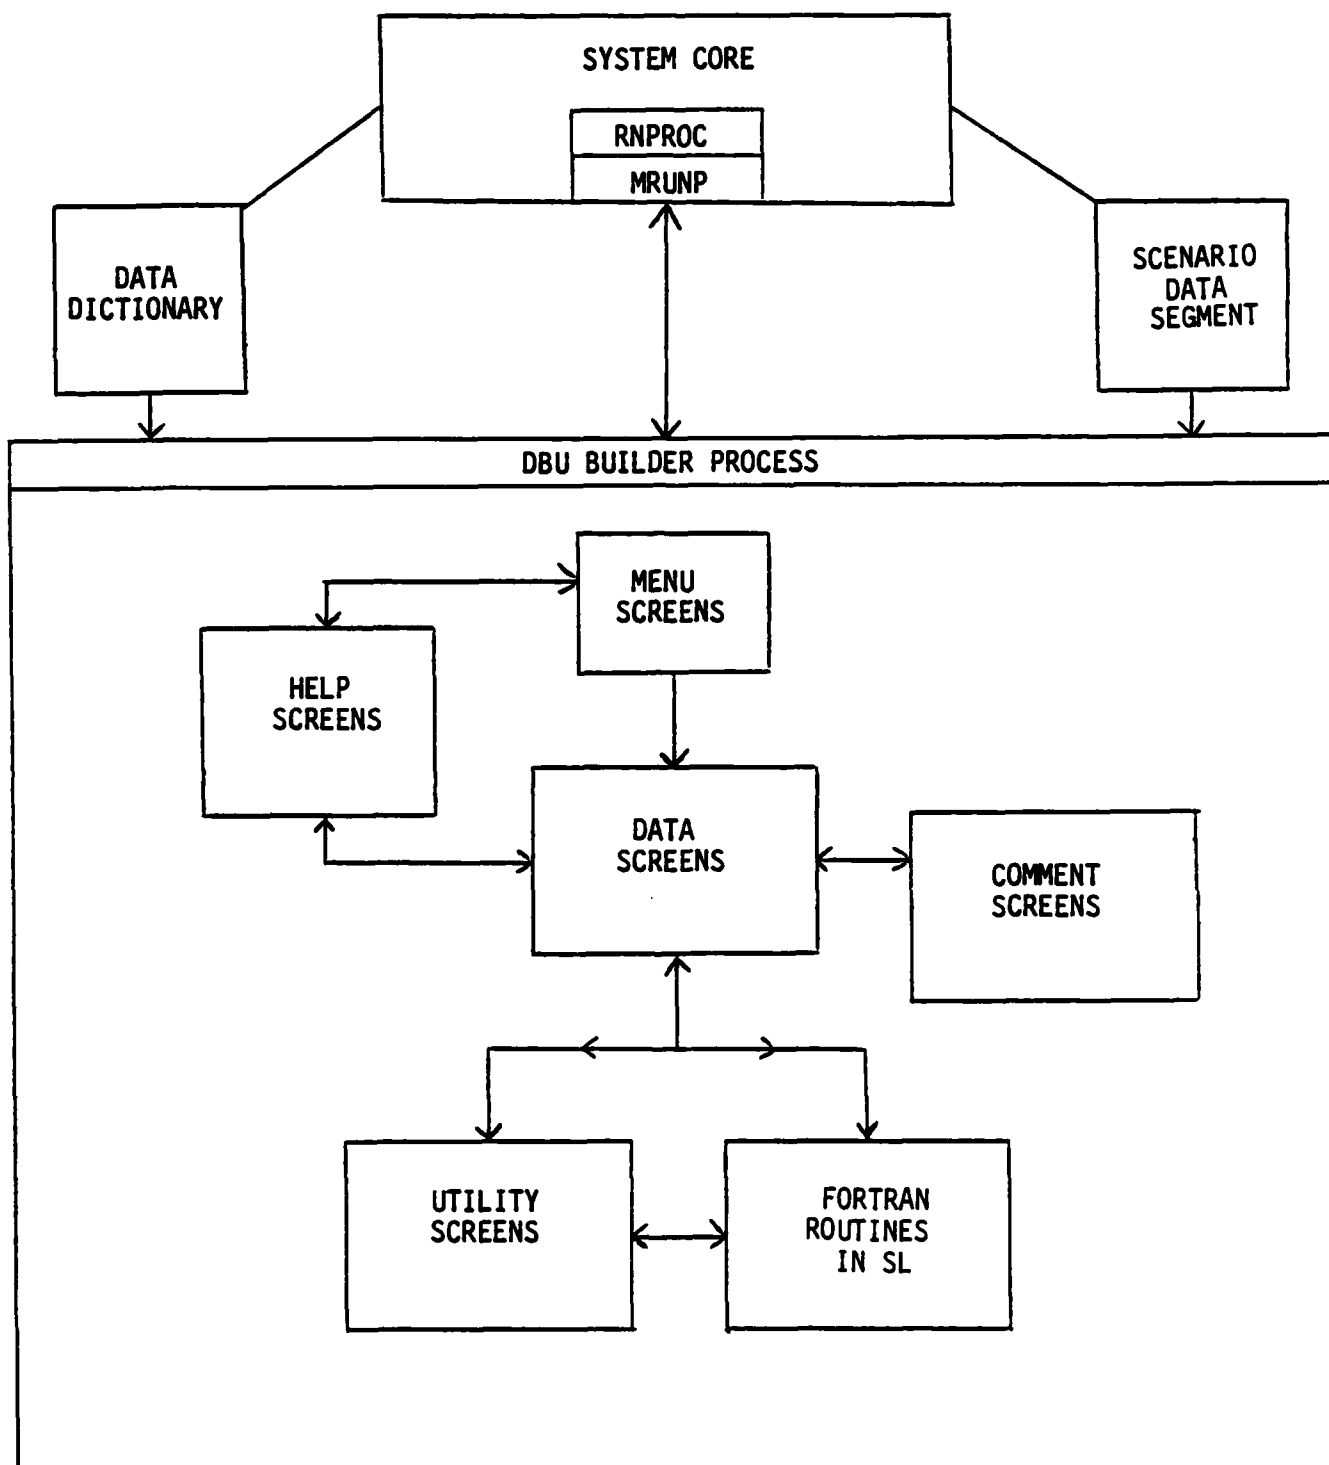 SYSTEM CORE
RNPROC
MRUNP
DATA
DICTIONARY
SCENARIO
DATA
SEGMENT
DBU BUILDER PROCESS
MENU
SCREENS
HELP
SCREENS
DATA
SCREENS
COMMENT
SCREENS
UTILITY
SCREENS
FORTRAN
ROUTINES
IN SL